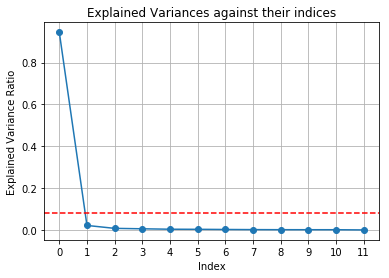 Explained Variances against their indices
Explained Variance Ratio
0.8
0.6
0.4
0.2
0.0
0 1 2 3 4 5 6 7 8 9 10 11
Index